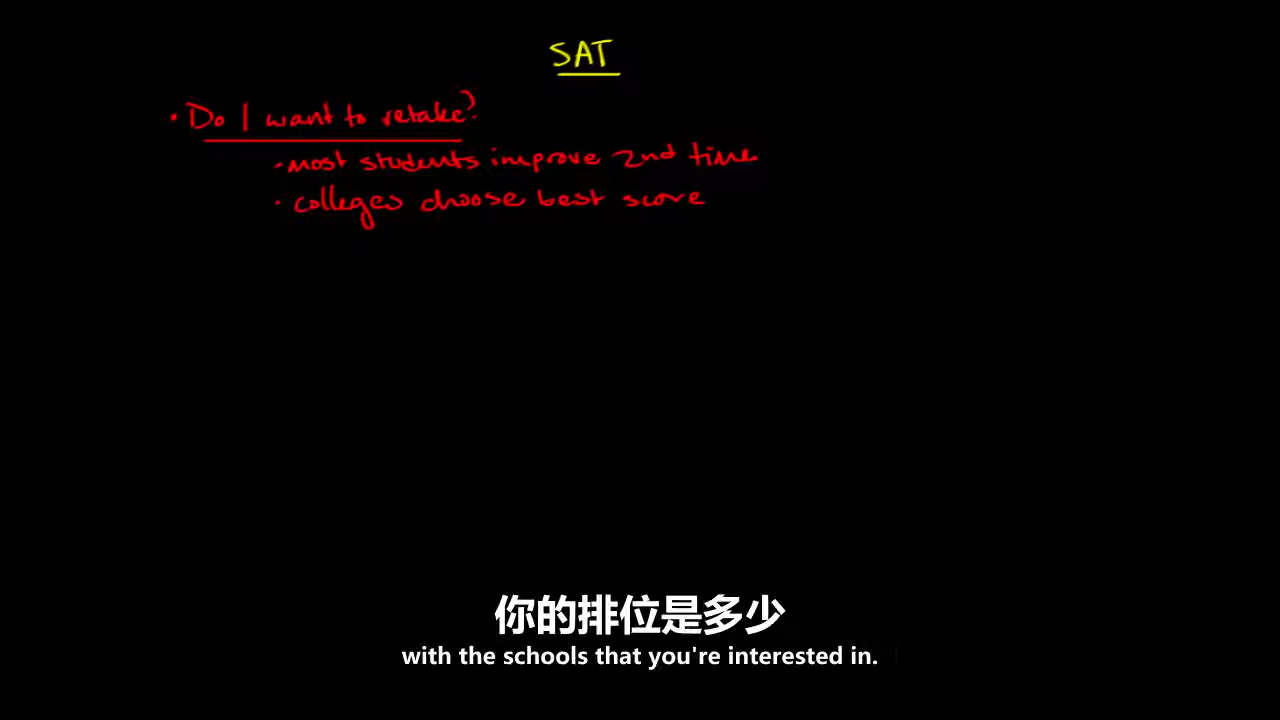 SAT
• Do I want to retake?
• most students improve 2nd time
• colleges choose best score
你的排位是多少
with the schools that you're interested in.